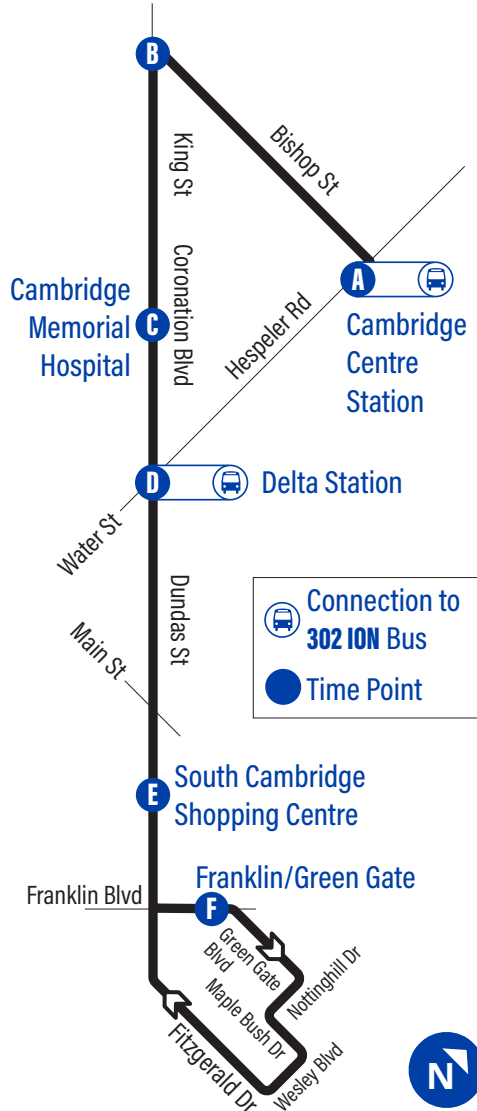 B
King St
Bishop St
Coronation Blvd
Hespeler Rd
A
Cambridge
Centre
Station
Cambridge
Memorial
Hospital
C
D
Delta Station
Water St
Dundas St
Main St
Connection to
302 ION Bus
Time Point
E
South Cambridge
Shopping Centre
Franklin Blvd
Franklin/Green Gate
F
Green Gate
Blvd
Nottinghill Dr
Maple Bush Dr
Wesley Blvd
Fitzgerald Dr
N